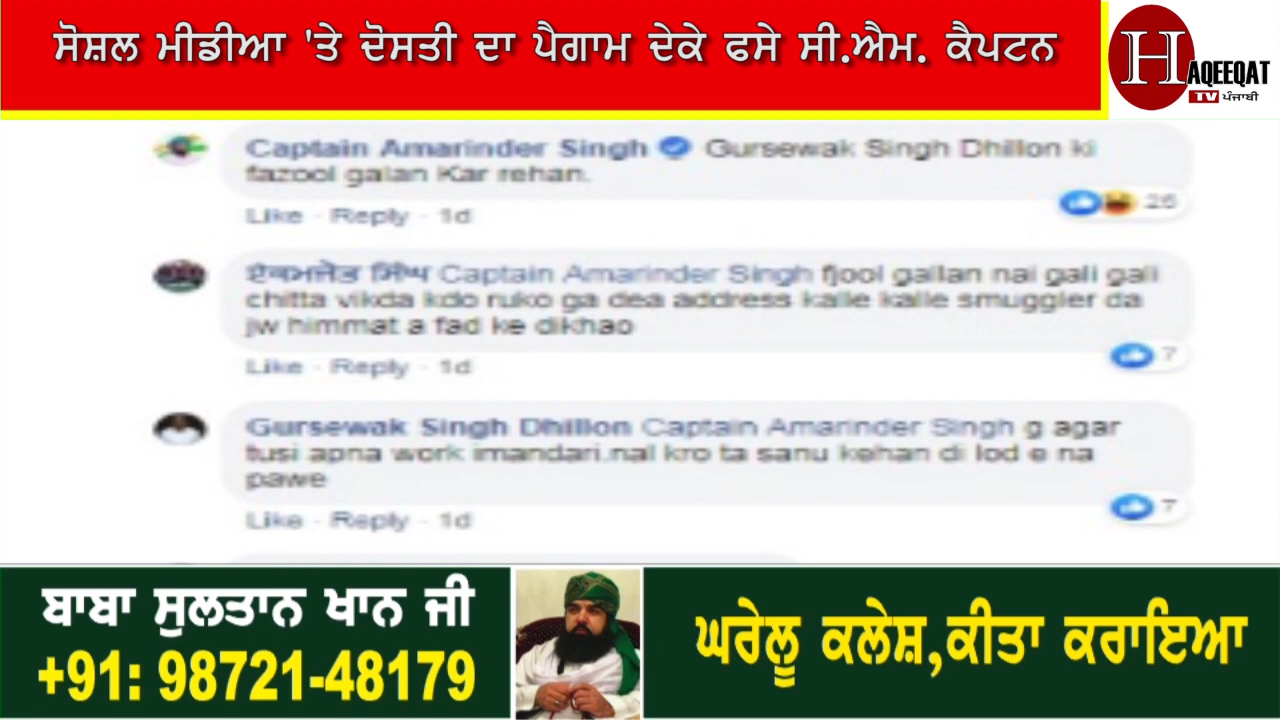 ਸੋਸ਼ਲ ਮੀਡੀਆ 'ਤੇ ਦੋਸਤੀ ਦਾ ਪੈਗਾਮ ਦੇਕੇ ਫਸੇ ਸੀ.ਐਮ. ਕੈਪਟਨ
HAQEEQAT
TV ਪੰਜਾਬੀ
Captain Amarinder Singh Gursewak Singh Dhillon ki
fazool galan Kar rehan.
Like · Reply · 1d
26
ਏਕਮਜੋਤ ਸਿੰਘ Captain Amarinder Singh fjool gallan nai gali gali
chitta vikda kdo ruko ga dea address kalle kalle smuggler da
jw himmat a fad ke dikhao
Like · Reply · 1d
7
Gursewak Singh Dhillon Captain Amarinder Singh g agar
tusi apna work imandari.nal kro ta sanu kehan di lod e na
pawe
Like · Reply · 1d
7
ਬਾਬਾ ਸੁਲਤਾਨ ਖਾਨ ਜੀ
+91: 98721-48179
ਘਰੇਲੂ ਕਲੇਸ਼,ਕੀਤਾ ਕਰਾਇਆ